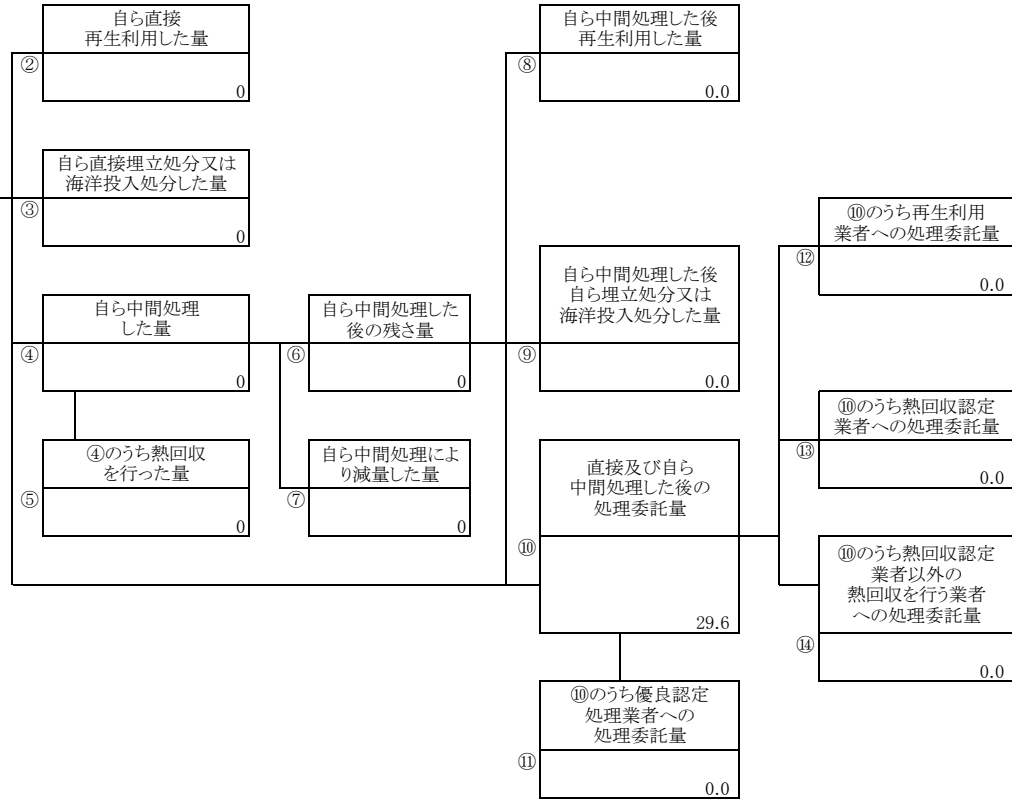 自ら直接
再生利用した量
②
0
自ら直接埋立処分又は
海洋投入処分した量
③
0
自ら中間処理
した量
④
0
④のうち熱回収
を行った量
⑤
0
自ら中間処理した
後の残さ量
⑥
0
自ら中間処理によ
り減量した量
⑦
0
自ら中間処理した後
再生利用した量
⑧
0.0
自ら中間処理した後
自ら埋立処分又は
海洋投入処分した量
⑨
0.0
直接及び自ら
中間処理した後の
処理委託量
⑩
29.6
⑩のうち優良認定
処理業者への
処理委託量
⑪
0.0
⑩のうち再生利用
業者への処理委託量
⑫
0.0
⑩のうち熱回収認定
業者への処理委託量
⑬
0.0
⑩のうち熱回収認定
業者以外の
熱回収を行う業者
への処理委託量
⑭
0.0